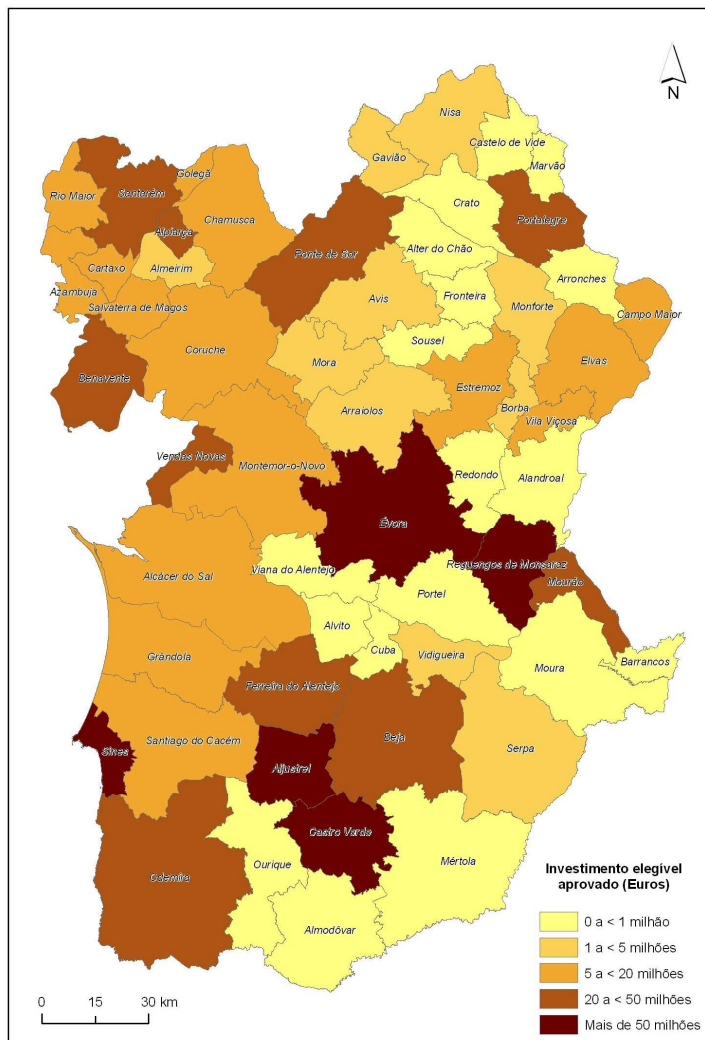 N
Nisa
Castelo de Vide
Gavião
Marvão
Golegã
Rio Maior
Santarém
Crato
Chamusca
Portalegre
Alpiarça
Alter do Chão
Ponte de Sor
Cartaxo
Almeirim
Arronches
Azambuja
Fronteira
Avis
Monforte
Salvaterra de Magos
Campo Maior
Sousel
Coruche
Mora
Elvas
Benavente
Estremoz
Arraiolos
Borba
Vila Viçosa
Vendas Novas
Montemor-o-Novo
Redondo
Alandroal
Évora
Reguengos de Monsaraz
Viana do Alentejo
Alcácer do Sal
Mourão
Portel
Alvito
Cuba
Vidigueira
Grândola
Barrancos
Moura
Ferreira do Alentejo
Beja
Santiago do Cacém
Serpa
Sines
Aljustrel
Castro Verde
Ourique
Mértola
Odemira
Almodôvar
Investimento elegível
aprovado (Euros)
0 a < 1 milhão
1 a < 5 milhões
5 a < 20 milhões
20 a < 50 milhões
Mais de 50 milhões
0 15 30 km